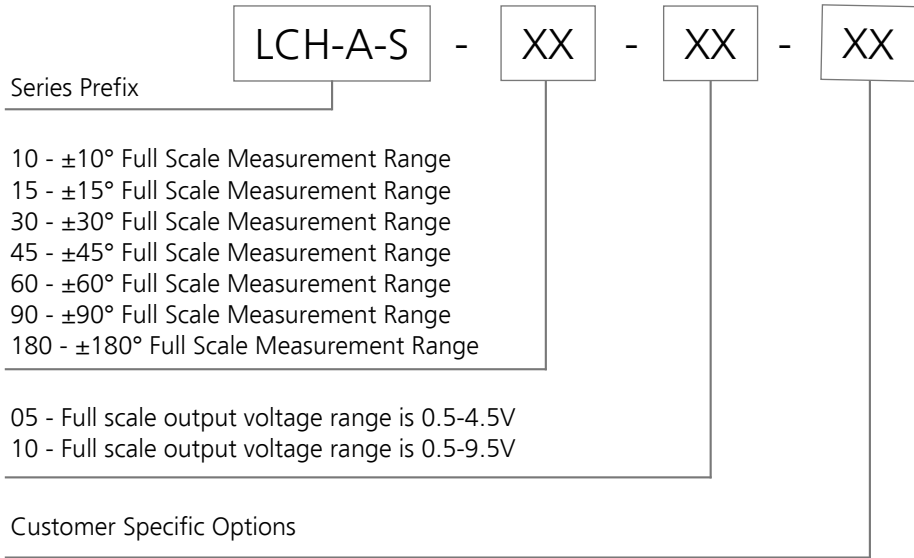 LCH-A-S - XX - XX - XX
Series Prefix
10 - ±10° Full Scale Measurement Range
15 - ±15° Full Scale Measurement Range
30 - ±30° Full Scale Measurement Range
45 - ±45° Full Scale Measurement Range
60 - ±60° Full Scale Measurement Range
90 - ±90° Full Scale Measurement Range
180 - ±180° Full Scale Measurement Range
05 - Full scale output voltage range is 0.5-4.5V
10 - Full scale output voltage range is 0.5-9.5V
Customer Specific Options